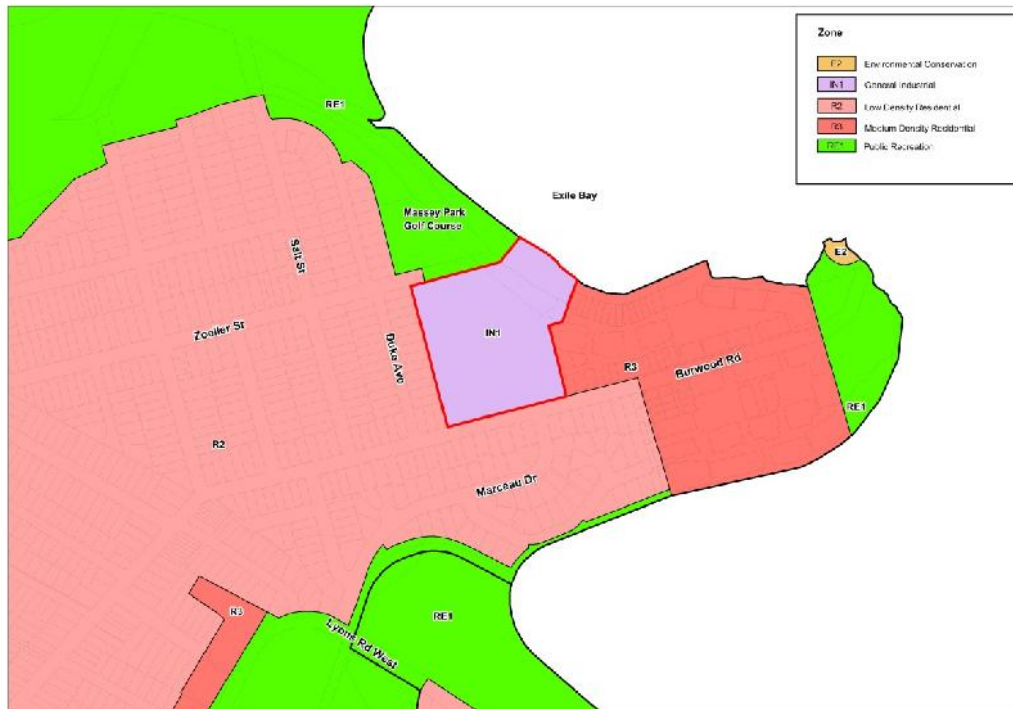 Zone
E2 Environmental Conservation
IN1 General Industrial
R2 Low Density Residential
R3 Medium Density Residential
RE1 Public Recreation
RE1
Exile Bay
Massey Park
Golf Course
E2
Salt St
Zoeller St
IN1
Duke Ave
R3
Burwood Rd
RE1
R2
Marceau Dr
R3
RE1
Lyons Rd West